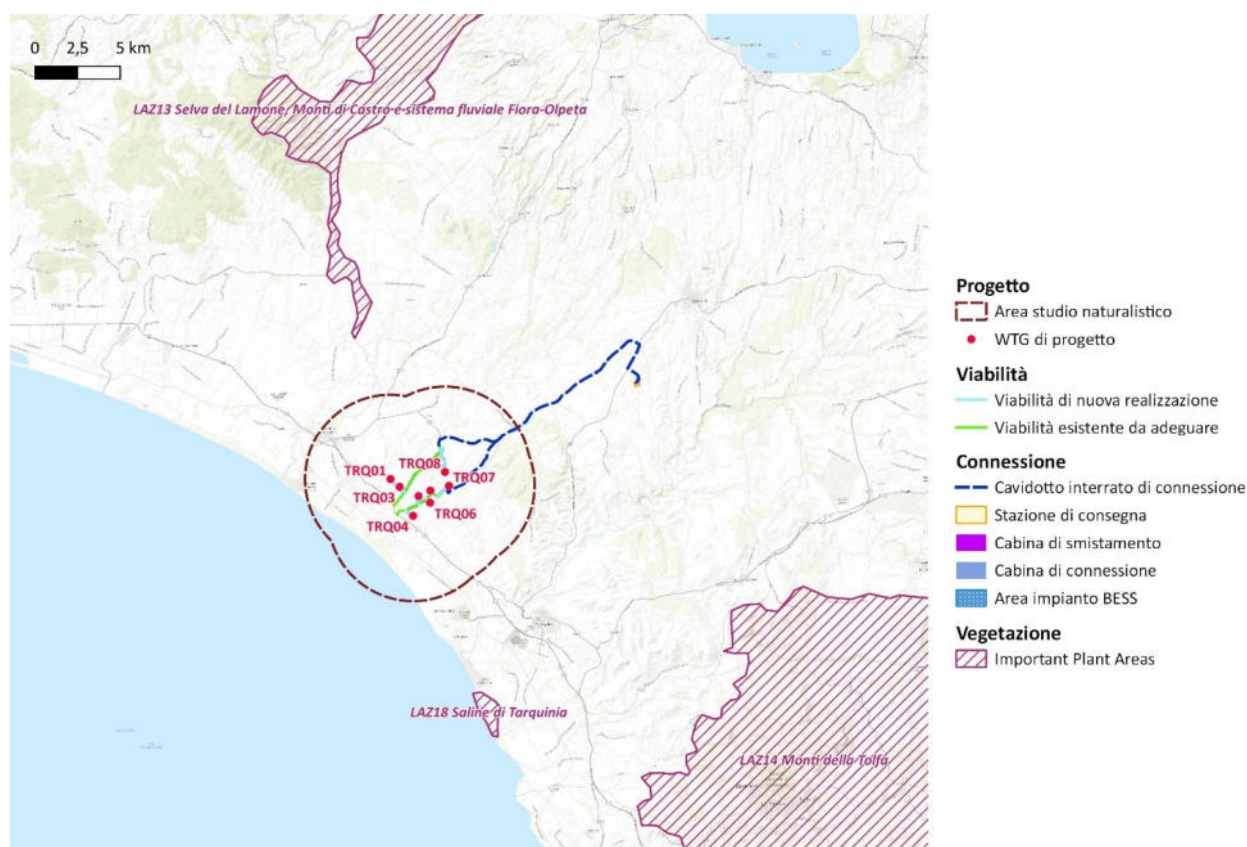 0 2,5 5 km
LAZ13 Selva del Lamone, Monti di Castro e sistema fluviale Fiora-Olpeta
TRQ08
TRQ01
TRQ07
TRQ03
TRQ06
TRQ04
LAZ18 Saline di Tarquinia
LAZ14 Monti della Tolfa
Progetto
Area studio naturalistico
WTG di progetto
Viabilità
Viabilità di nuova realizzazione
Viabilità esistente da adeguare
Connessione
Cavidotto interrato di connessione
Stazione di consegna
Cabina di smistamento
Cabina di connessione
Area impianto BESS
Vegetazione
Important Plant Areas